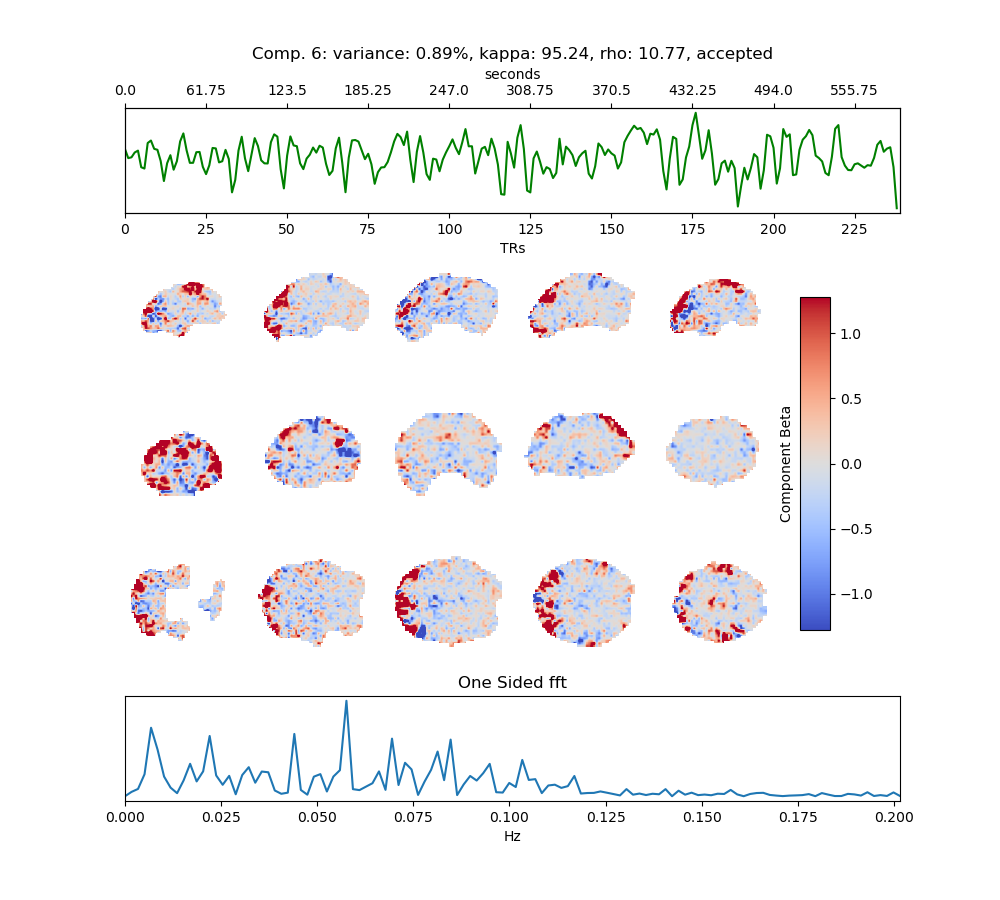 Comp. 6: variance: 0.89%, kappa: 95.24, rho: 10.77, accepted
seconds
0.0 61.75 123.5 185.25 247.0 308.75 370.5 432.25 494.0 555.75
0 25 50 75 100 125 150 175 200 225
TRs
1.0
0.5
0.0
−0.5
−1.0
Component Beta
One Sided fft
0.000 0.025 0.050 0.075 0.100 0.125 0.150 0.175 0.200
Hz